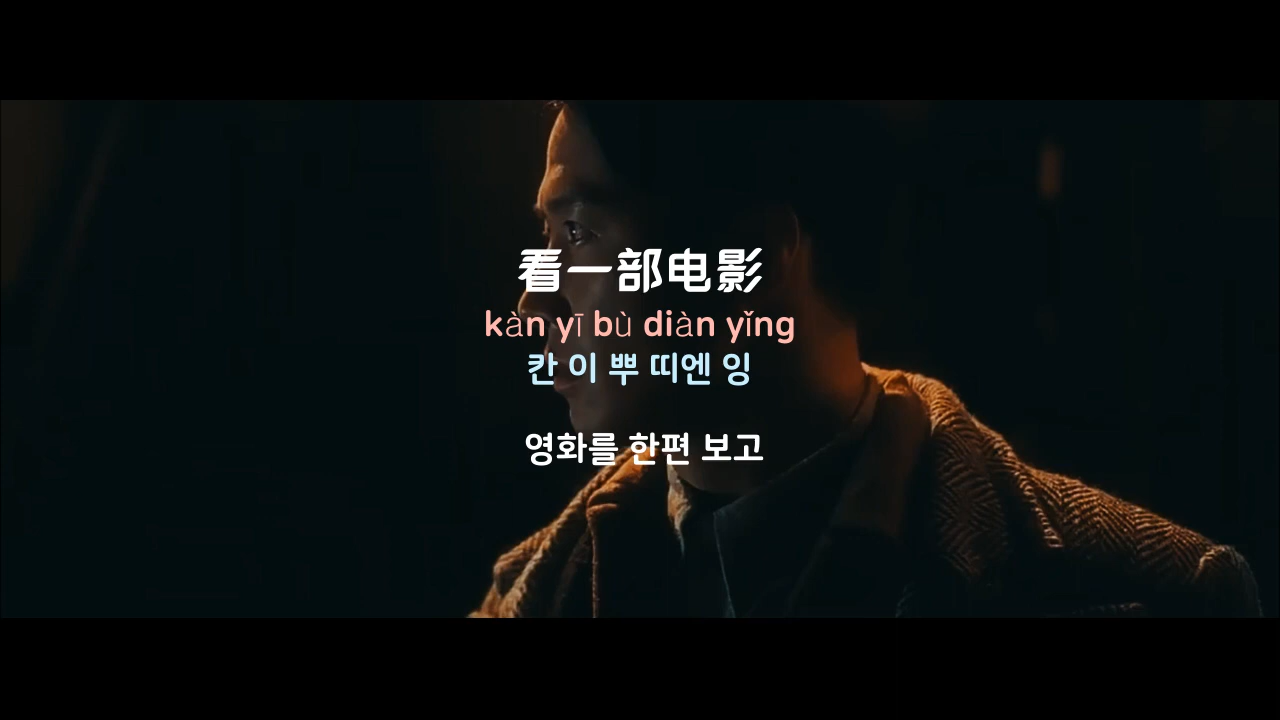 看一部电影
kàn yī bù diàn yǐng
칸 이 뿌 띠엔 잉
영화를 한편 보고